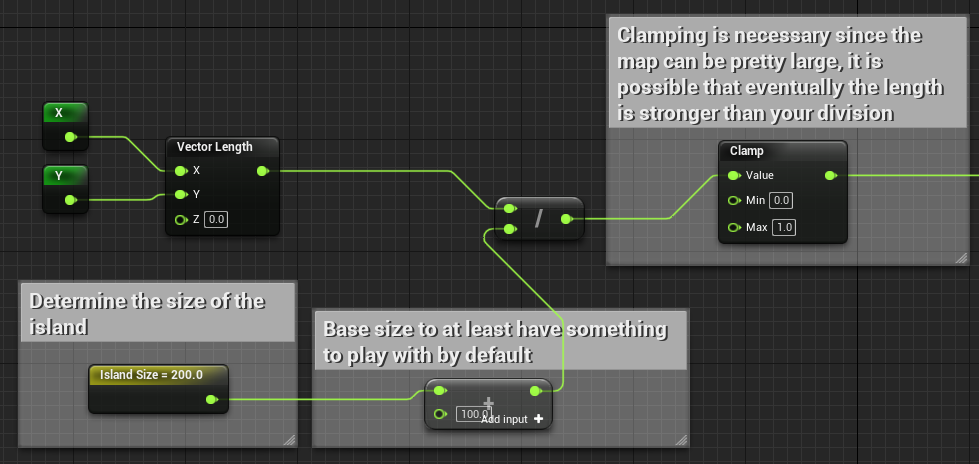 Clamping is necessary since the
map can be pretty large, it is
possible that eventually the length
is stronger than your division
X
Vector Length
X
Y
Y
Z 0.0
/
Clamp
Value
Min 0.0
Max 1.0
Determine the size of the
island
Island Size = 200.0
Base size to at least have something
to play with by default
+
100.0
Add input +